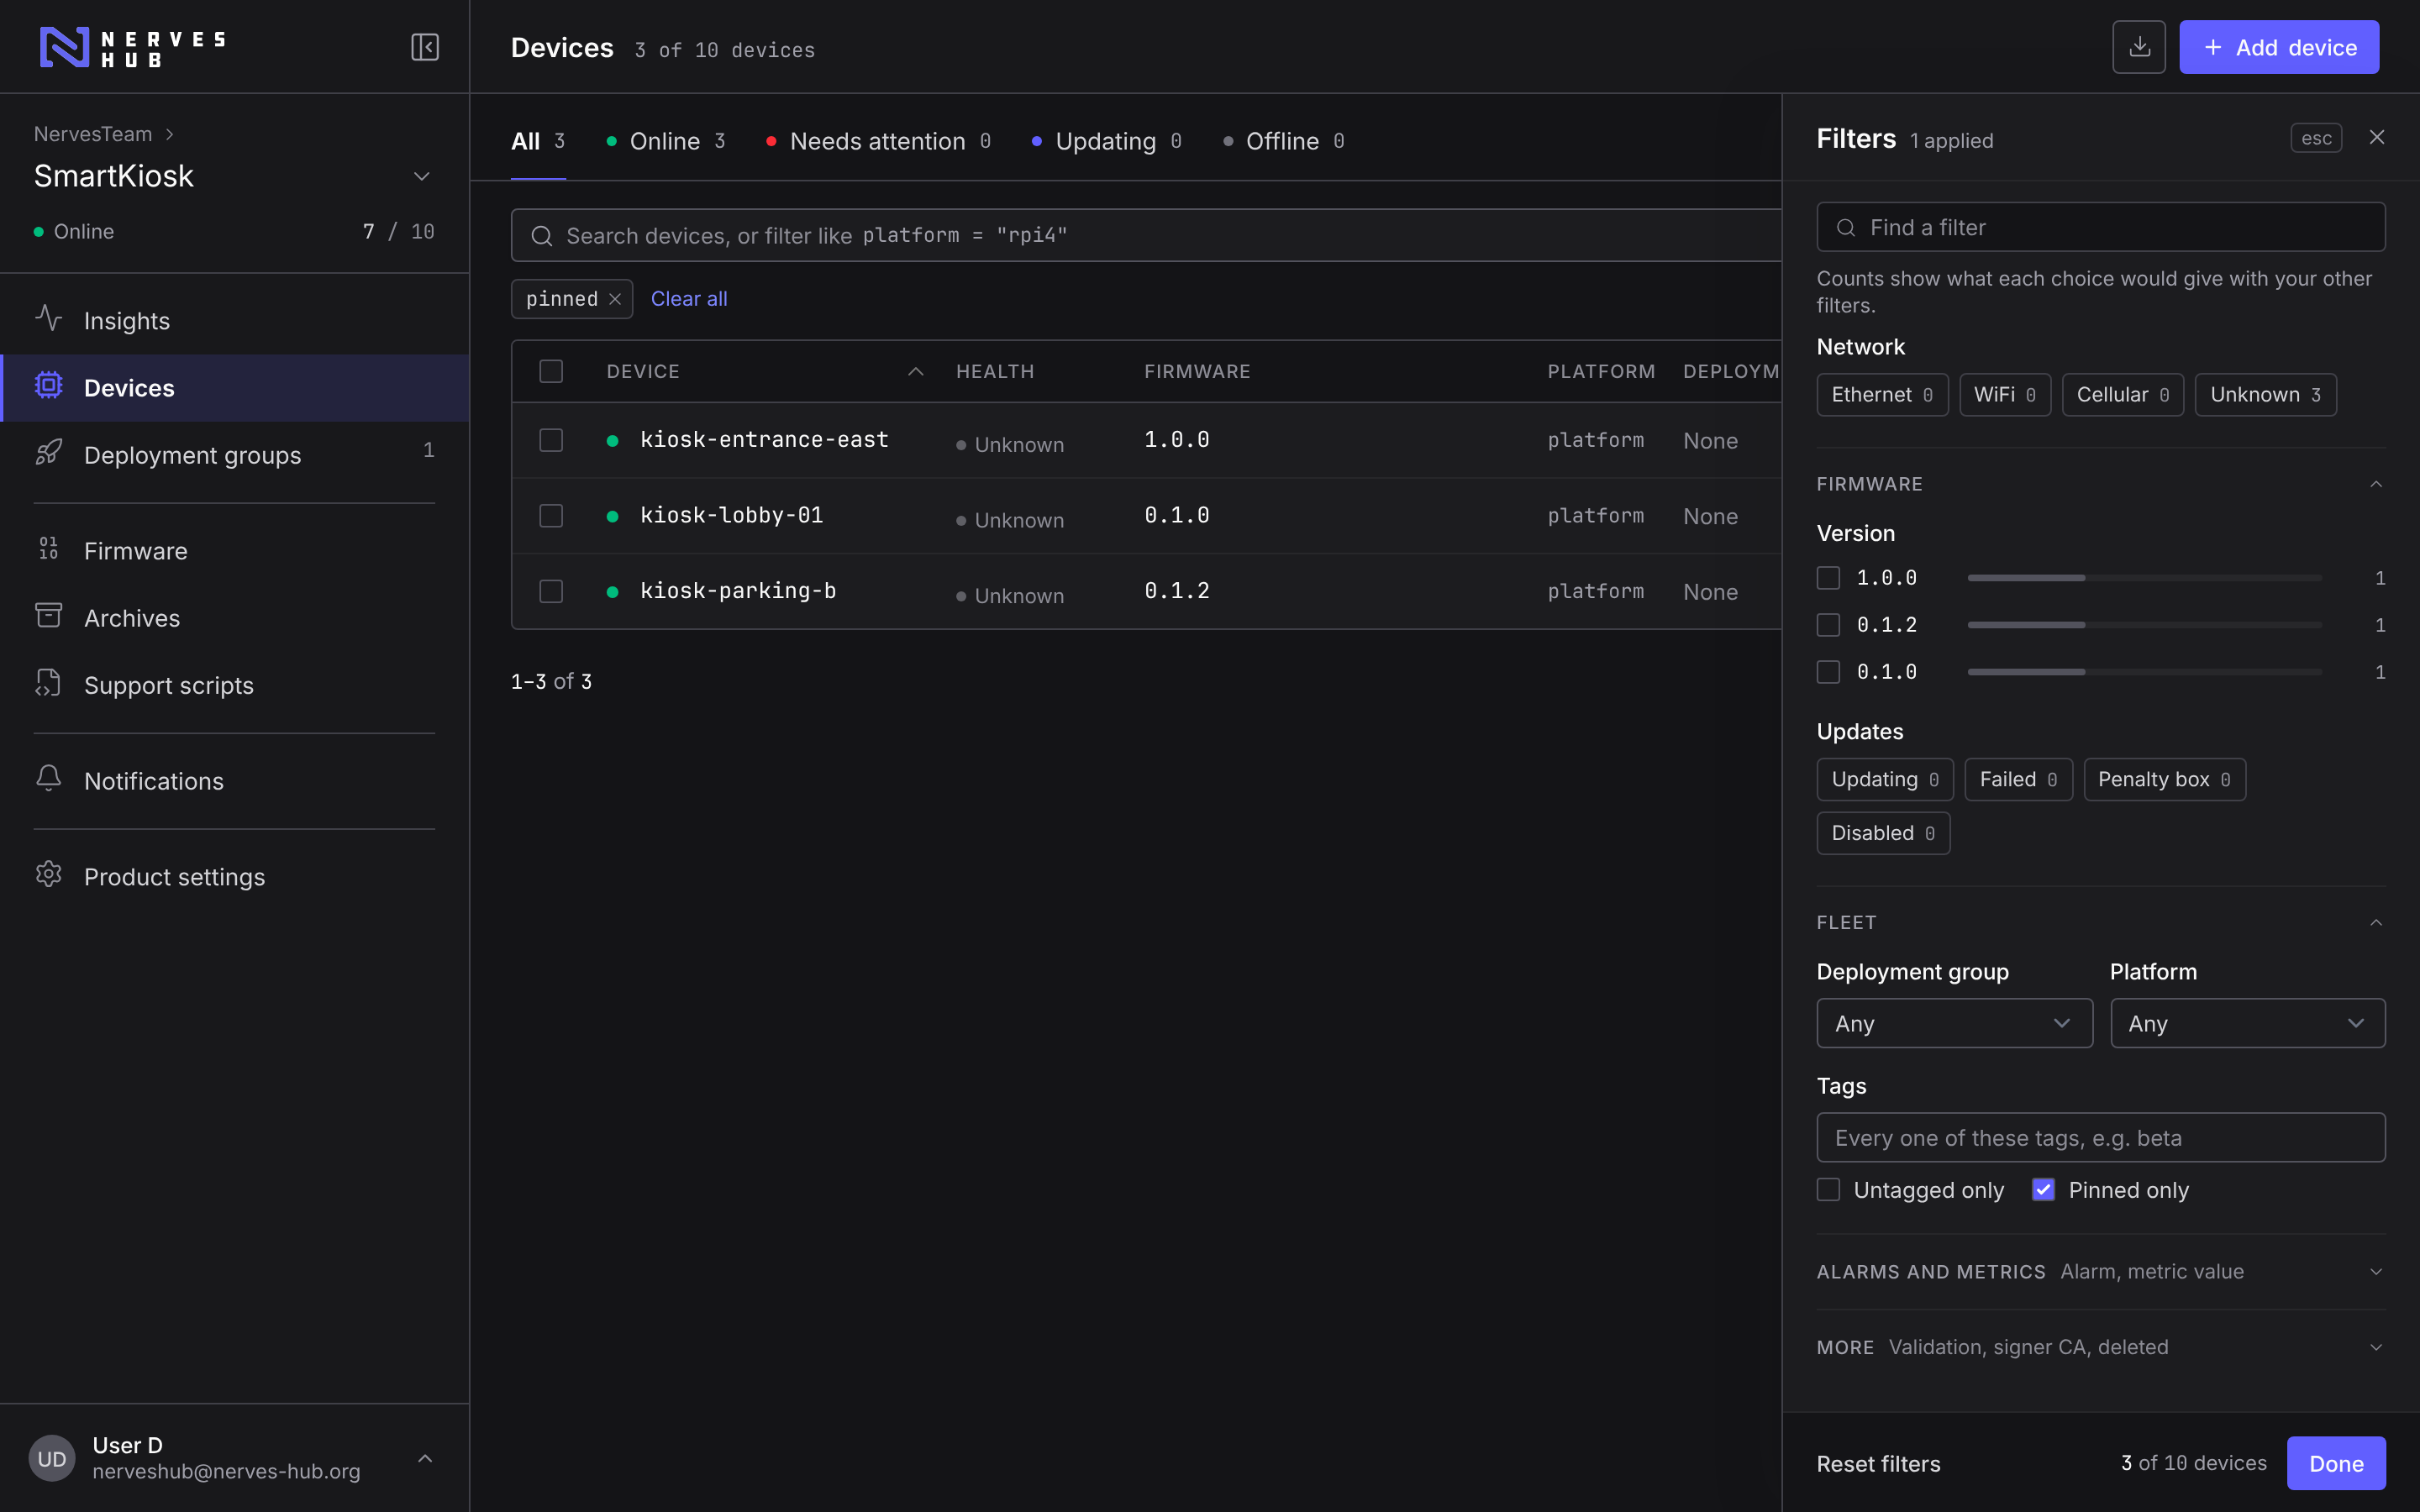 NERVES
HUB
NervesTeam
SmartKiosk
Online 7 / 10
Insights
Devices
Deployment groups 1
01
10
Firmware
Archives
Support scripts
Notifications
Product settings
UD
User D
nerveshub@nerves-hub.org
Devices 3 of 10 devices
+ Add device
All 3 Online 3 Needs attention 0 Updating 0 Offline 0
Search devices, or filter like platform = "rpi4"
pinned Clear all
DEVICE HEALTH FIRMWARE PLATFORM DEPLOYM
kiosk-entrance-east Unknown 1.0.0 platform None
kiosk-lobby-01 Unknown 0.1.0 platform None
kiosk-parking-b Unknown 0.1.2 platform None
1–3 of 3
Filters 1 applied esc
Find a filter
Counts show what each choice would give with your other
filters.
Network
Ethernet 0 WiFi 0 Cellular 0 Unknown 3
FIRMWARE
Version
1.0.0 1
0.1.2 1
0.1.0 1
Updates
Updating 0 Failed 0 Penalty box 0
Disabled 0
FLEET
Deployment group Platform
Any Any
Tags
Every one of these tags, e.g. beta
Untagged only Pinned only
ALARMS AND METRICS Alarm, metric value
MORE Validation, signer CA, deleted
Reset filters 3 of 10 devices Done